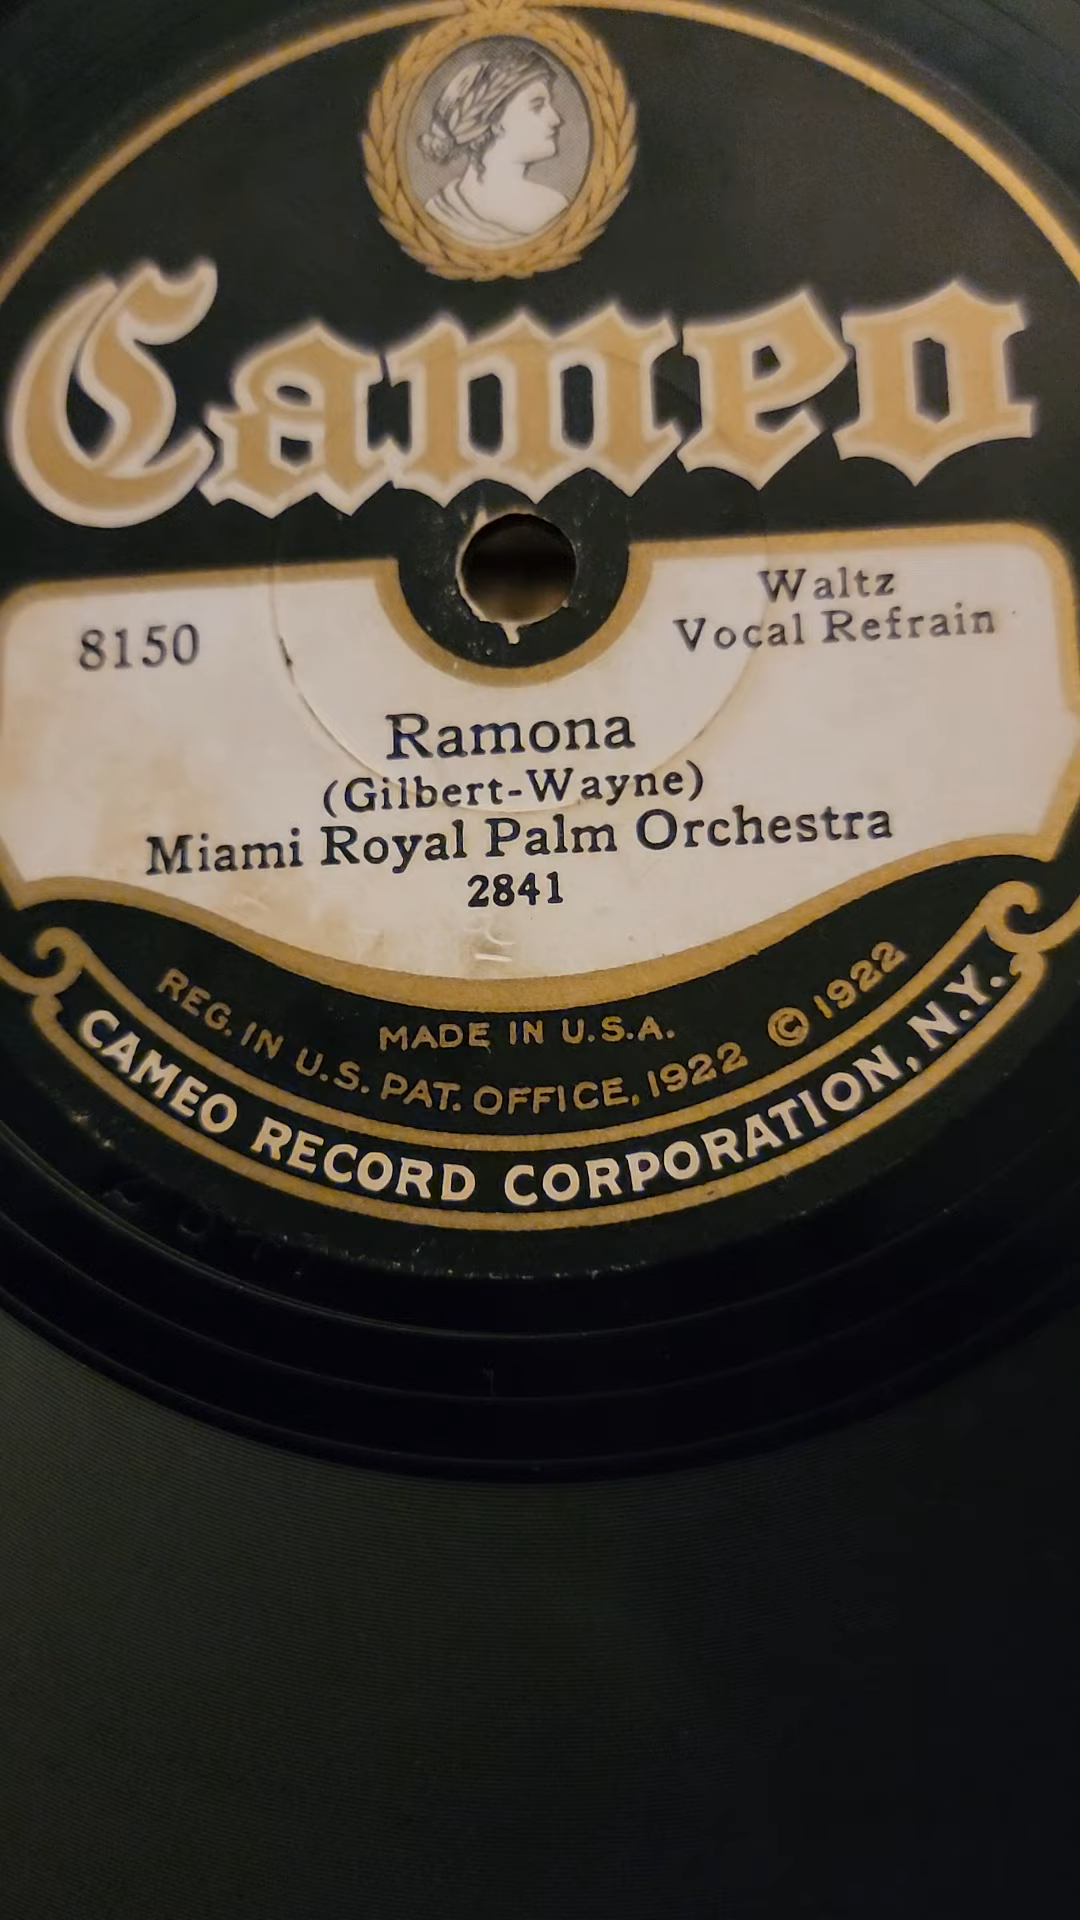 Cameo
8150
Waltz
Vocal Refrain
Ramona
(Gilbert-Wayne)
Miami Royal Palm Orchestra
2841
MADE IN U.S.A.
REG. IN U.S. PAT. OFFICE, 1922 © 1922
CAMEO RECORD CORPORATION, N.Y.